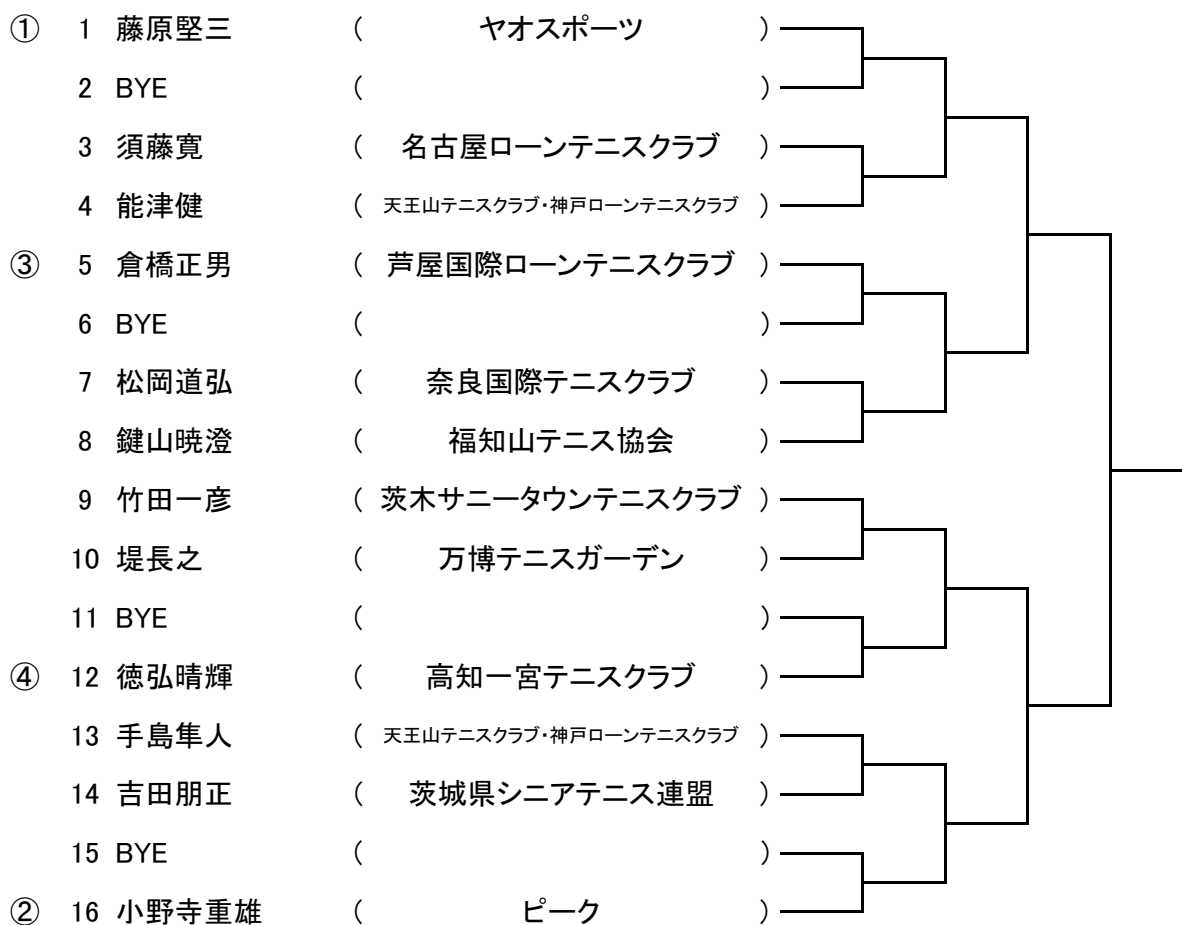 ① 1 藤原堅三 ( ヤオスポーツ )
2 BYE ( )
3 須藤寛 ( 名古屋ローンテニスクラブ )
4 能津健 ( 天王山テニスクラブ・神戸ローンテニスクラブ )
③ 5 倉橋正男 ( 芦屋国際ローンテニスクラブ )
6 BYE ( )
7 松岡道弘 ( 奈良国際テニスクラブ )
8 鍵山暁澄 ( 福知山テニス協会 )
9 竹田一彦 ( 茨木サニータウンテニスクラブ )
10 堤長之 ( 万博テニスガーデン )
11 BYE ( )
④ 12 徳弘晴輝 ( 高知一宮テニスクラブ )
13 手島隼人 ( 天王山テニスクラブ・神戸ローンテニスクラブ )
14 吉田朋正 ( 茨城県シニアテニス連盟 )
15 BYE ( )
② 16 小野寺重雄 ( ピーク )